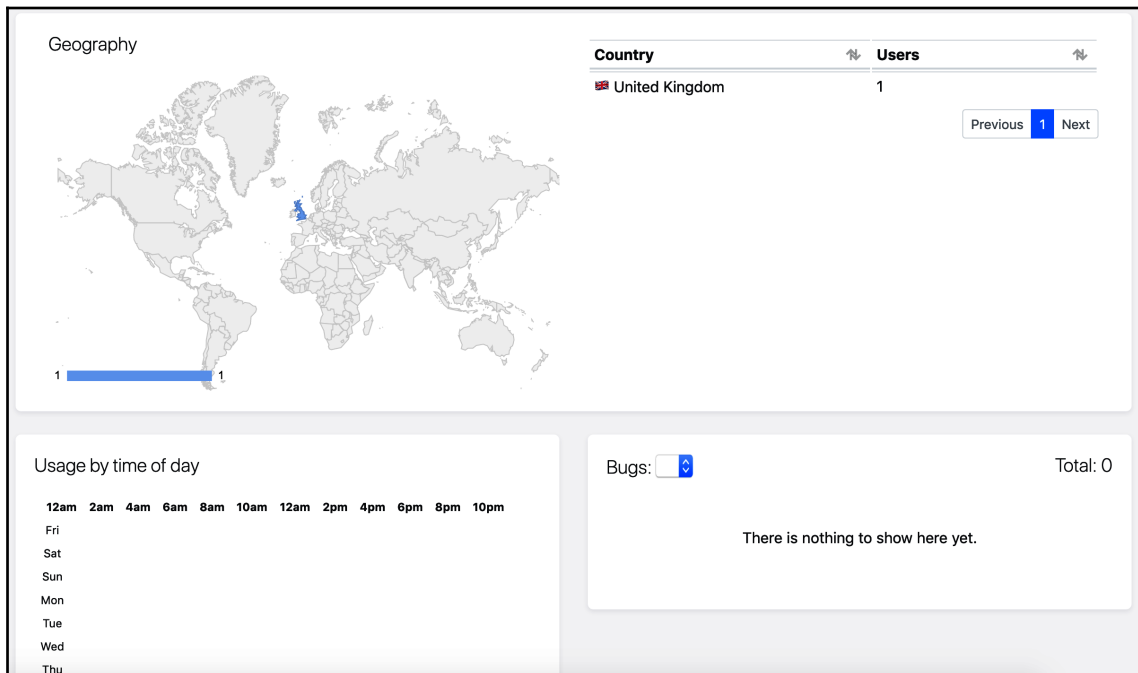 Geography
Country Users
United Kingdom 1
Previous 1 Next
1 1
Usage by time of day
12am 2am 4am 6am 8am 10am 12am 2pm 4pm 6pm 8pm 10pm
Fri
Sat
Sun
Mon
Tue
Wed
Thu
Bugs: Total: 0
There is nothing to show here yet.